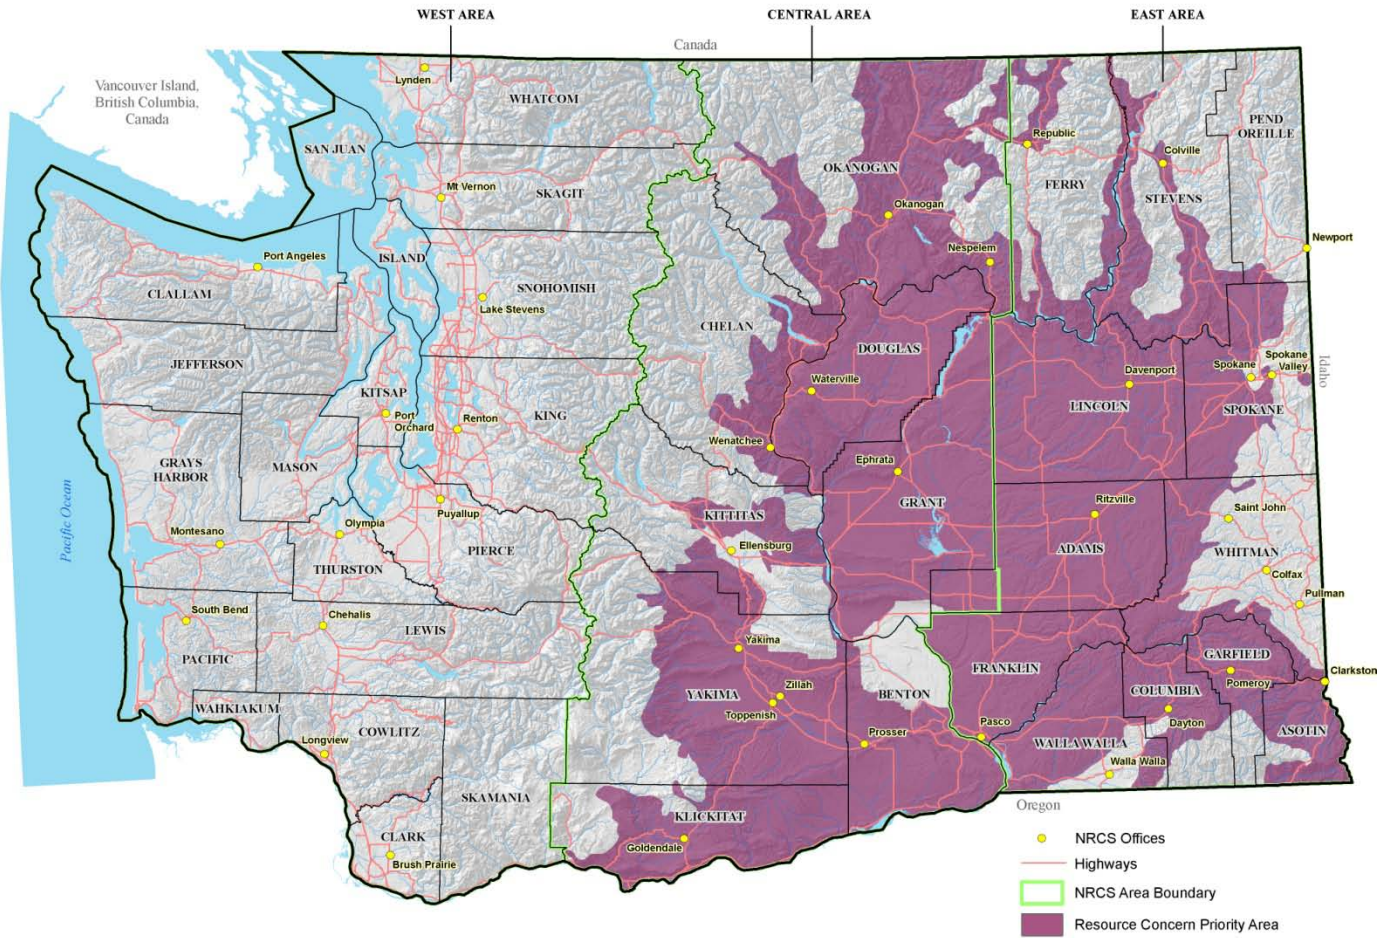 WEST AREA
CENTRAL AREA
EAST AREA
Canada
Vancouver Island,
British Columbia,
Canada
Lynden
WHATCOM
SAN JUAN
Mt Vernon
SKAGIT
OKANOGAN
Okanogan
Republic
FERRY
Colville
STEVENS
PEND
OREILLE
Newport
Nespelem
Port Angeles
CLALLAM
ISLAND
SNOHOMISH
Lake Stevens
CHELAN
DOUGLAS
Waterville
JEFFERSON
KITSAP
Port
Orchard
Renton
KING
Wenatchee
Davenport
LINCOLN
Spokane
Spokane
Valley
SPOKANE
Idaho
GRAYS
HARBOR
MASON
Pacific Ocean
Montesano
Olympia
Puyallup
PIERCE
THURSTON
KITTITAS
Ellensburg
Ephrata
GRANT
Ritzville
ADAMS
Saint John
WHITMAN
Colfax
Pullman
South Bend
PACIFIC
Chehalis
LEWIS
Yakima
YAKIMA
Zillah
Toppenish
BENTON
Prosser
FRANKLIN
Pasco
GARFIELD
Pomeroy
Clarkston
COLUMBIA
Dayton
ASOTIN
WALLA WALLA
Walla Walla
WAHKIAKUM
COWLITZ
Longview
SKAMANIA
KLICKITAT
Goldendale
CLARK
Brush Prairie
Oregon
NRCS Offices
Highways
NRCS Area Boundary
Resource Concern Priority Area